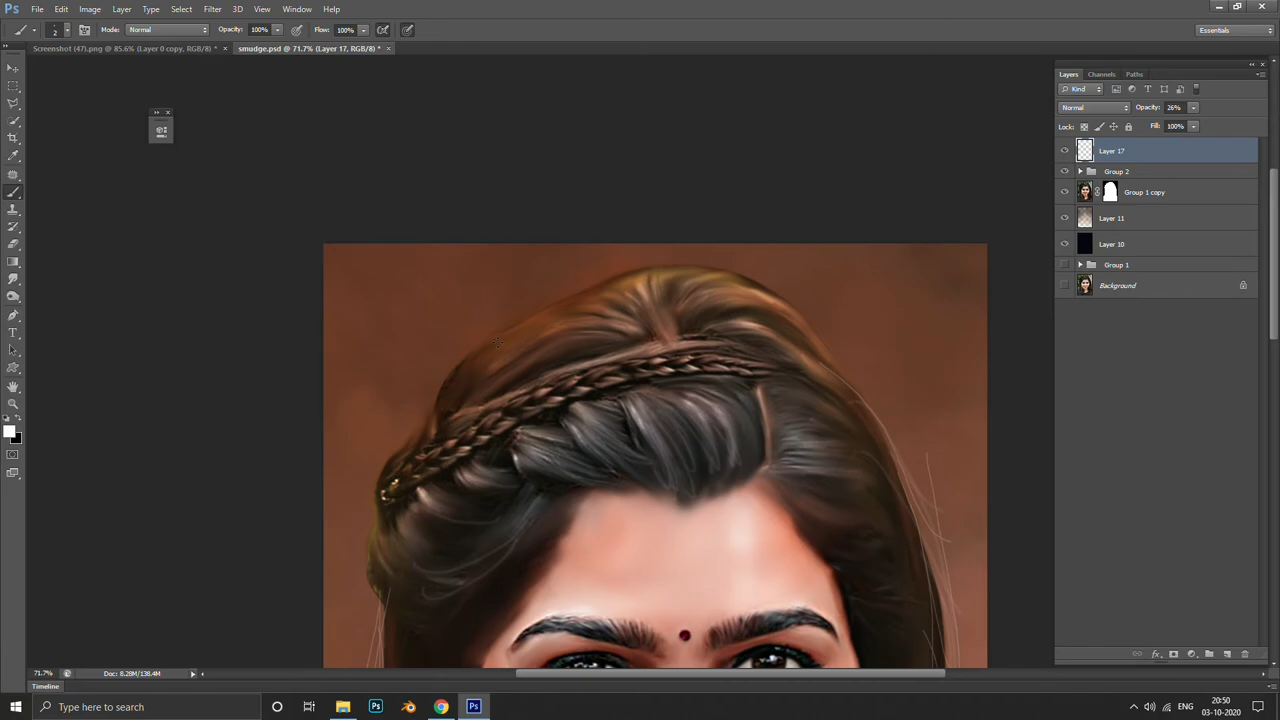 Ps File Edit Image Layer Type Select Filter 3D View Window Help
2 Mode: Normal Opacity: 100% Flow: 100% Essentials
Screenshot (47).png @ 85.6% (Layer 0 copy, RGB/8) * × smudge.psd @ 71.7% (Layer 17, RGB/8) * ×
Layers Channels Paths
Kind
Normal Opacity: 26%
Lock: Fill: 100%
Layer 17
Group 2
Group 1 copy
Layer 11
Layer 10
Group 1
Background
71.7% Doc: 8.28M/138.4M
Timeline
Type here to search
ENG
20:50
03-10-2020